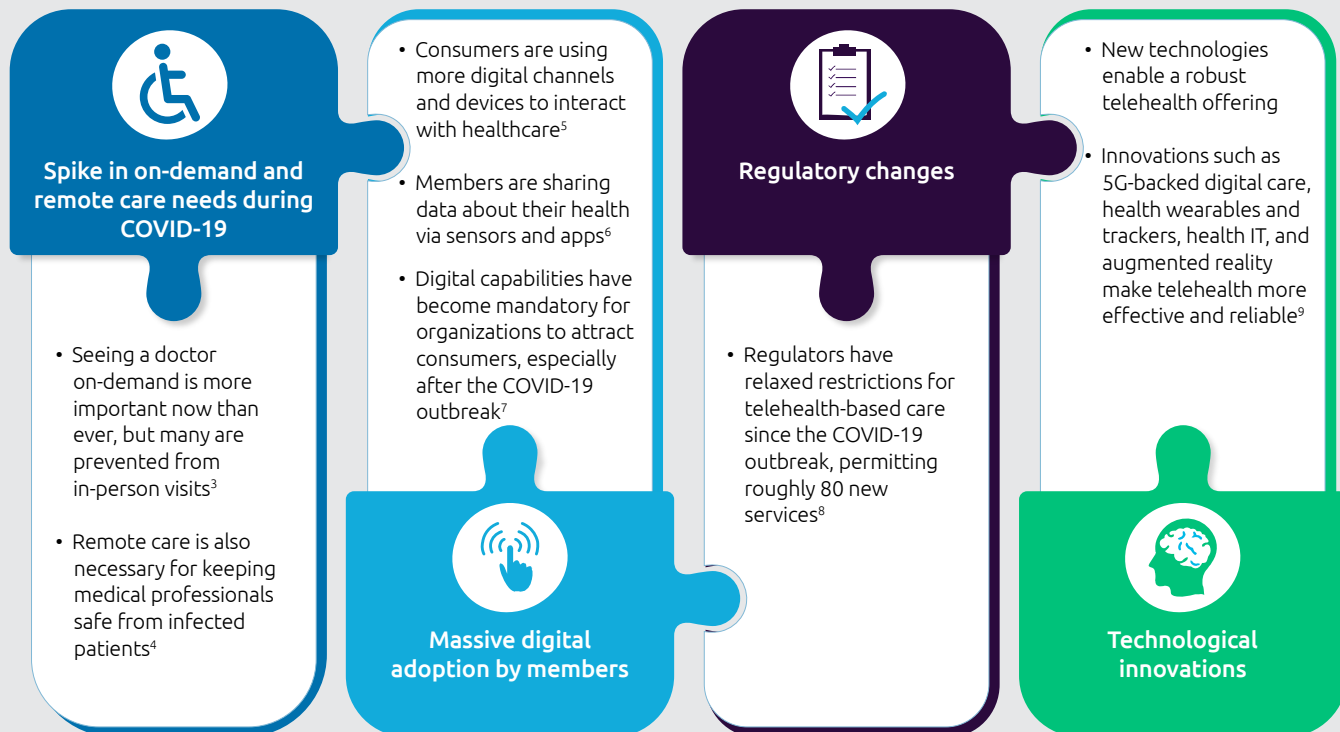 Spike in on-demand and
remote care needs during
COVID-19
• Seeing a doctor
on-demand is more
important now than
ever, but many are
prevented from
in-person visits³
• Remote care is also
necessary for keeping
medical professionals
safe from infected
patients⁴
• Consumers are using
more digital channels
and devices to interact
with healthcare⁵
• Members are sharing
data about their health
via sensors and apps⁶
• Digital capabilities have
become mandatory for
organizations to attract
consumers, especially
after the COVID-19
outbreak⁷
Massive digital
adoption by members
Regulatory changes
• Regulators have
relaxed restrictions for
telehealth-based care
since the COVID-19
outbreak, permitting
roughly 80 new
services⁸
• New technologies
enable a robust
telehealth offering
• Innovations such as
5G-backed digital care,
health wearables and
trackers, health IT, and
augmented reality
make telehealth more
effective and reliable⁹
Technological
innovations